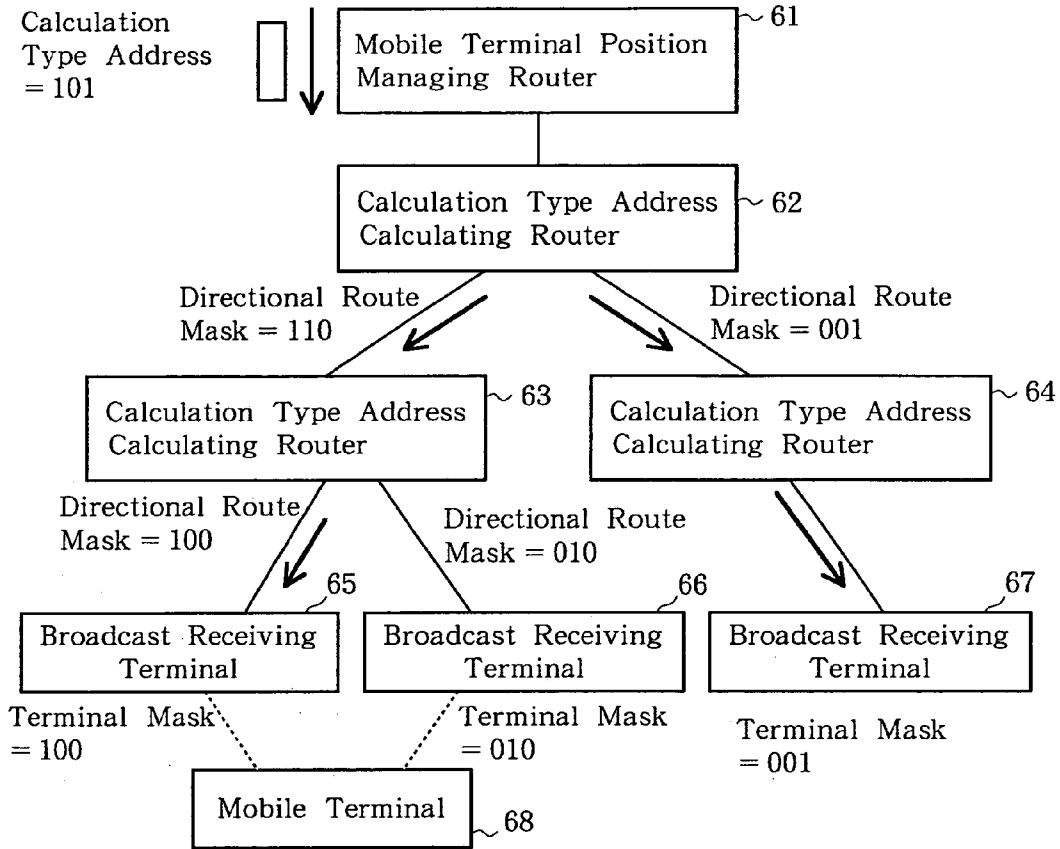 Calculation
Type Address
= 101
Mobile Terminal Position
Managing Router
61
Calculation Type Address
Calculating Router
62
Directional Route
Mask = 110
Directional Route
Mask = 001
Calculation Type Address
Calculating Router
63
Calculation Type Address
Calculating Router
64
Directional Route
Mask = 100
Directional Route
Mask = 010
65
66
67
Broadcast Receiving
Terminal
Broadcast Receiving
Terminal
Broadcast Receiving
Terminal
Terminal Mask
= 100
Terminal Mask
= 010
Terminal Mask
= 001
Mobile Terminal
68